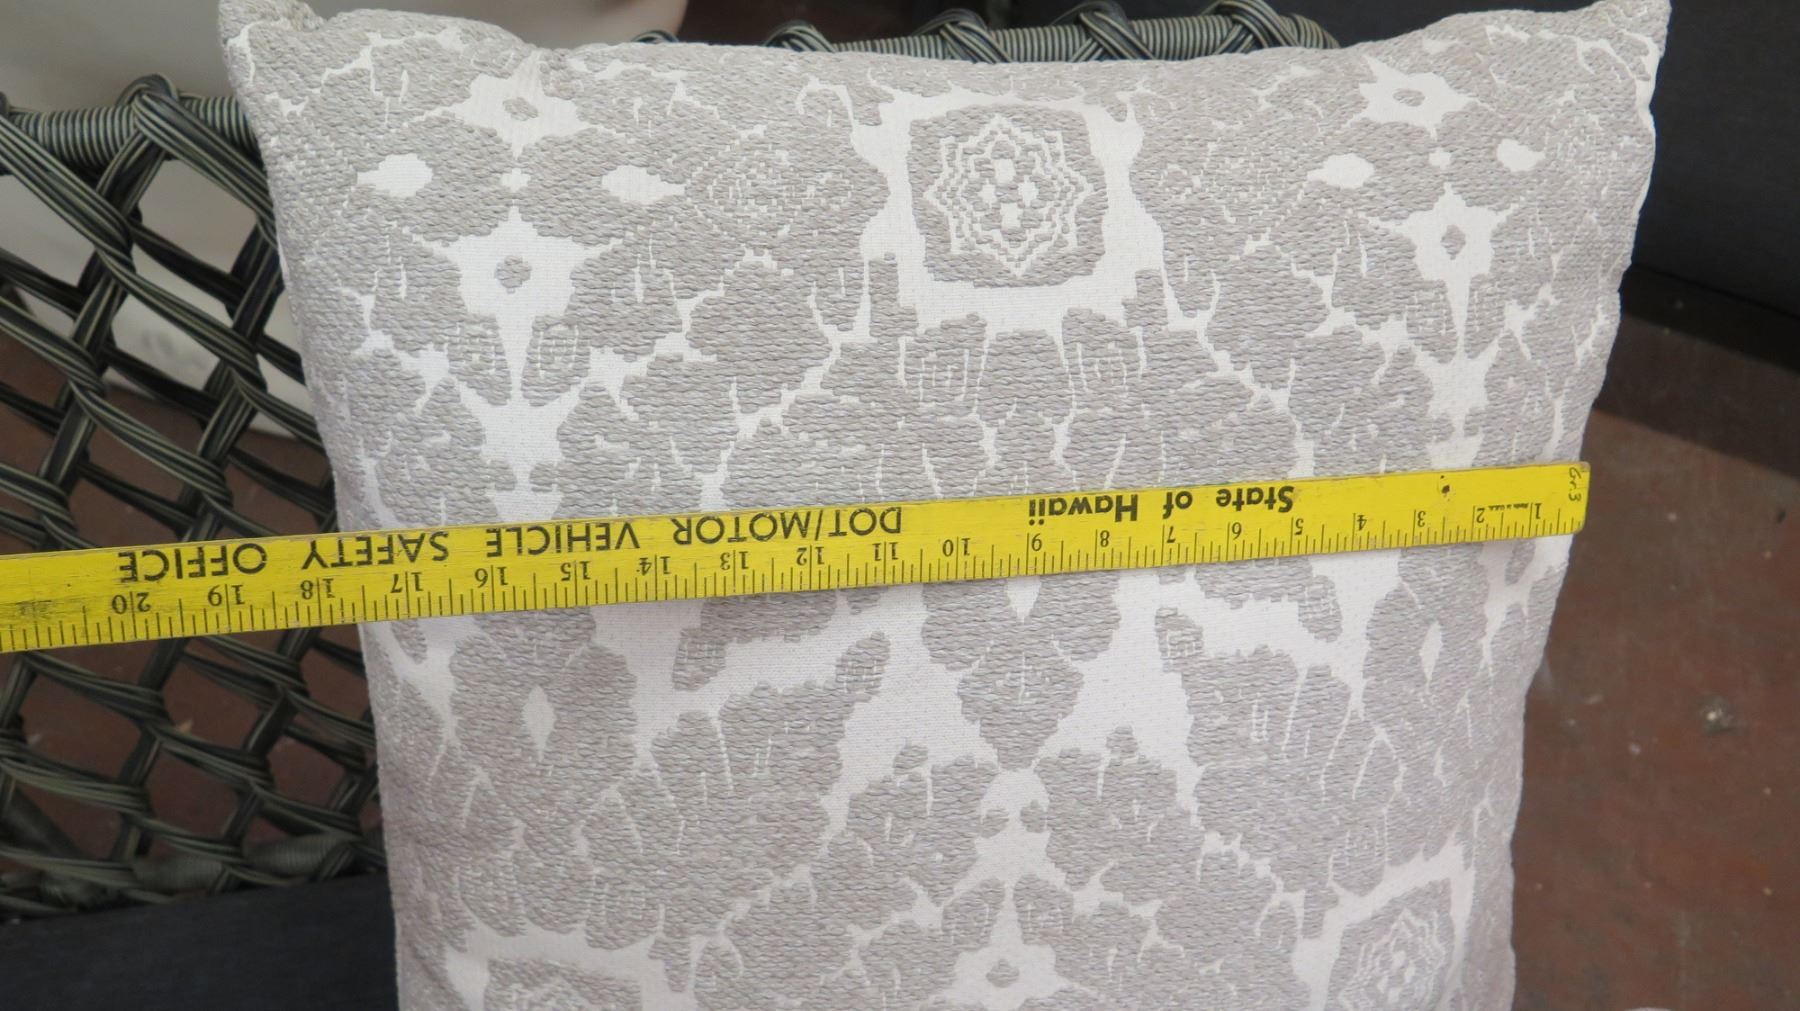 State of Hawaii DOT/MOTOR VEHICLE SAFETY OFFICE
1 2 3 4 5 6 7 8 9 10 11 12 13 14 15 16 17 18 19 20